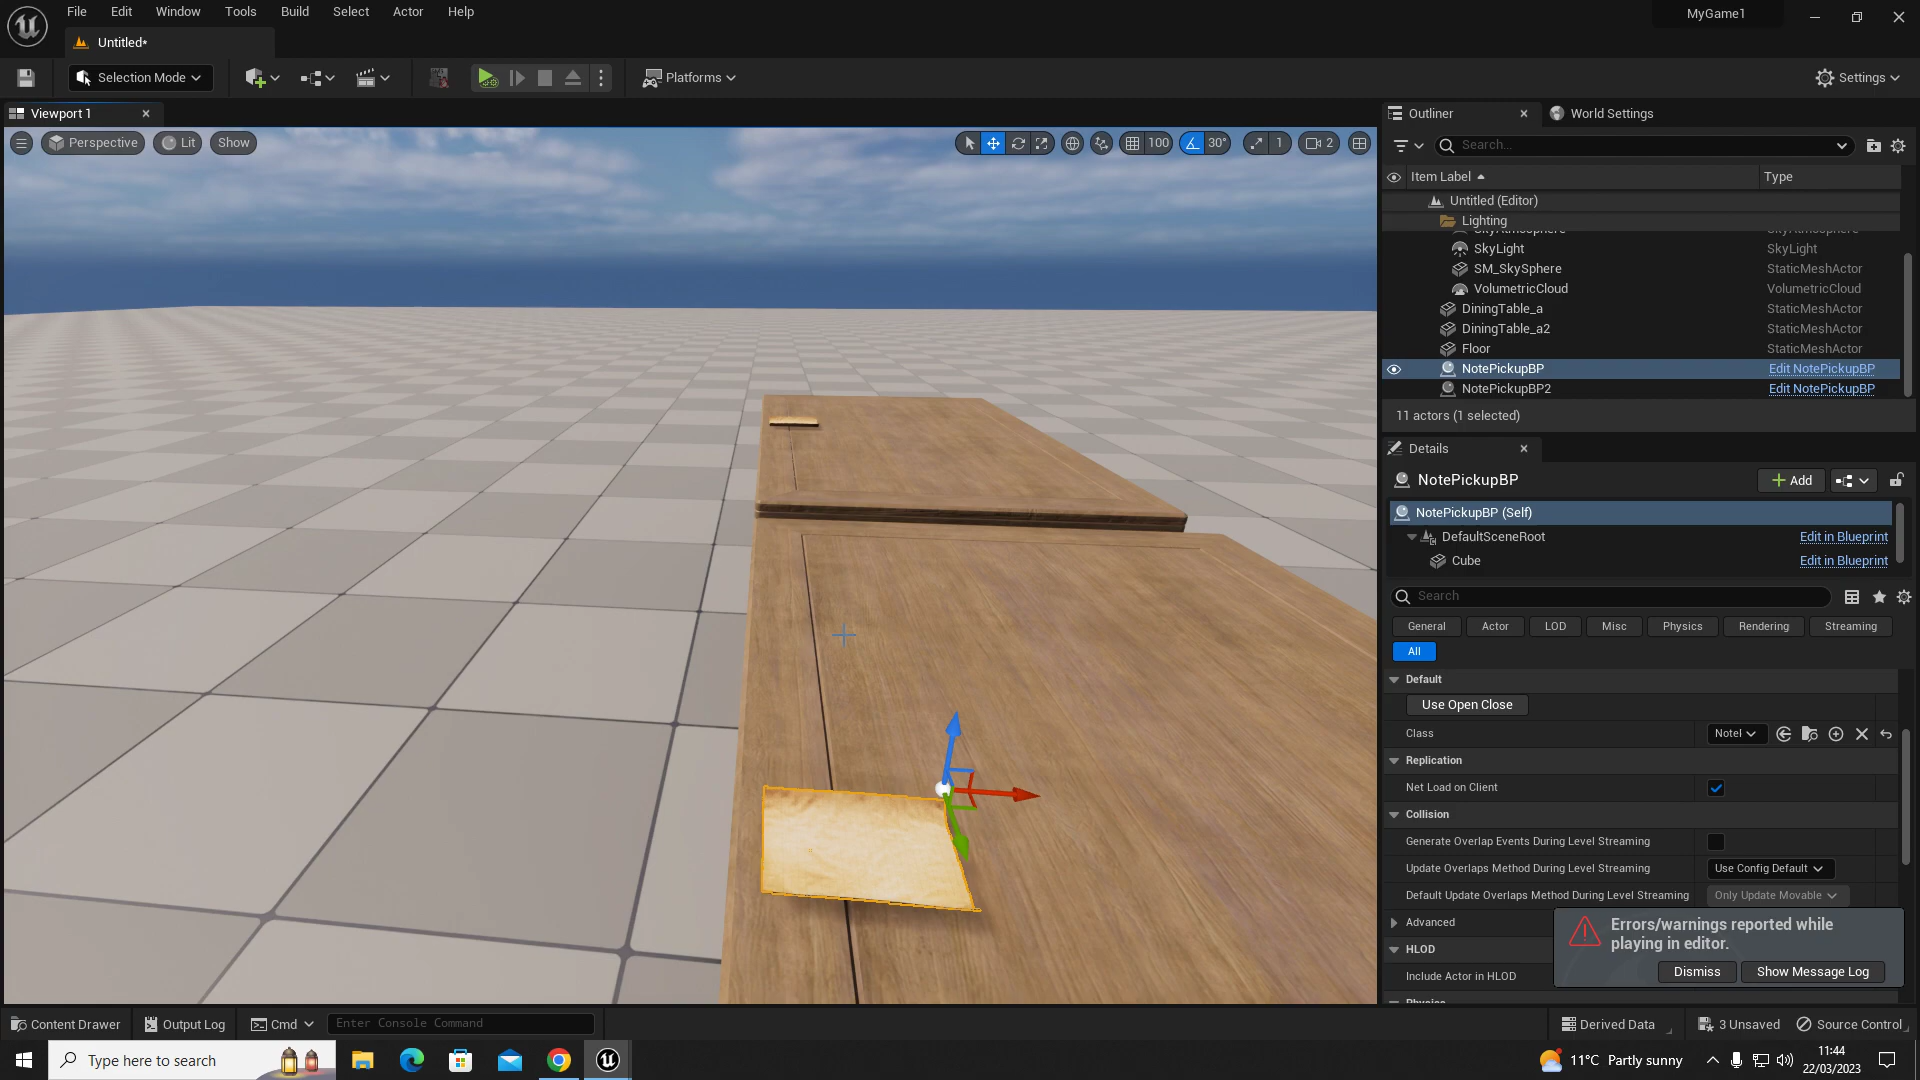 File Edit Window Tools Build Select Actor Help
MyGame1
Untitled*
Selection Mode
Platforms
Settings
Viewport 1
Outliner
World Settings
Perspective
Lit
Show
100
30°
1
2
Search...
Item Label
Type
Untitled (Editor)
Lighting
SkyAtmosphere SkyAtmosphere
SkyLight SkyLight
SM_SkySphere StaticMeshActor
VolumetricCloud VolumetricCloud
DiningTable_a StaticMeshActor
DiningTable_a2 StaticMeshActor
Floor StaticMeshActor
NotePickupBP Edit NotePickupBP
NotePickupBP2 Edit NotePickupBP
11 actors (1 selected)
Details
NotePickupBP
Add
NotePickupBP (Self)
DefaultSceneRoot Edit in Blueprint
Cube Edit in Blueprint
Search
General Actor LOD Misc Physics Rendering Streaming
All
Default
Use Open Close
Class
NoteI
Replication
Net Load on Client
Collision
Generate Overlap Events During Level Streaming
Update Overlaps Method During Level Streaming Use Config Default
Default Update Overlaps Method During Level Streaming Only Update Movable
Advanced
HLOD
Include Actor in HLOD
Physics
Errors/warnings reported while
playing in editor.
Dismiss
Show Message Log
Content Drawer
Output Log
Cmd
Enter Console Command
Derived Data
3 Unsaved
Source Control
Type here to search
11°C Partly sunny
11:44
22/03/2023